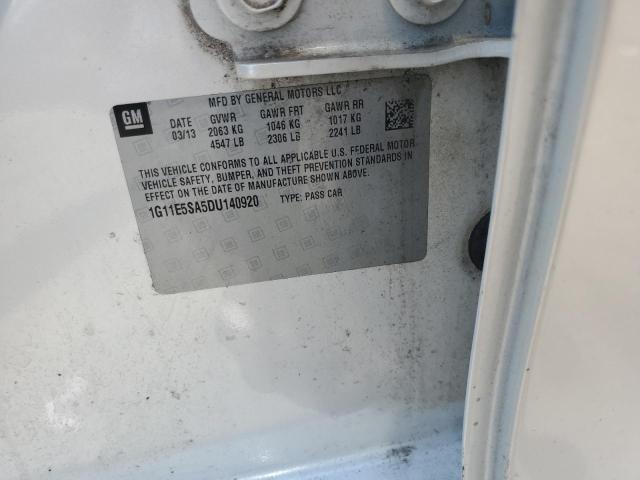 GM
MFD BY GENERAL MOTORS LLC
DATE GVWR GAWR FRT GAWR RR
03/13 2063 KG 1046 KG 1017 KG
4547 LB 2306 LB 2241 LB
THIS VEHICLE CONFORMS TO ALL APPLICABLE U.S. FEDERAL MOTOR
VEHICLE SAFETY, BUMPER, AND THEFT PREVENTION STANDARDS IN
EFFECT ON THE DATE OF MANUFACTURE SHOWN ABOVE.
1G11E5SA5DU140920 TYPE: PASS CAR